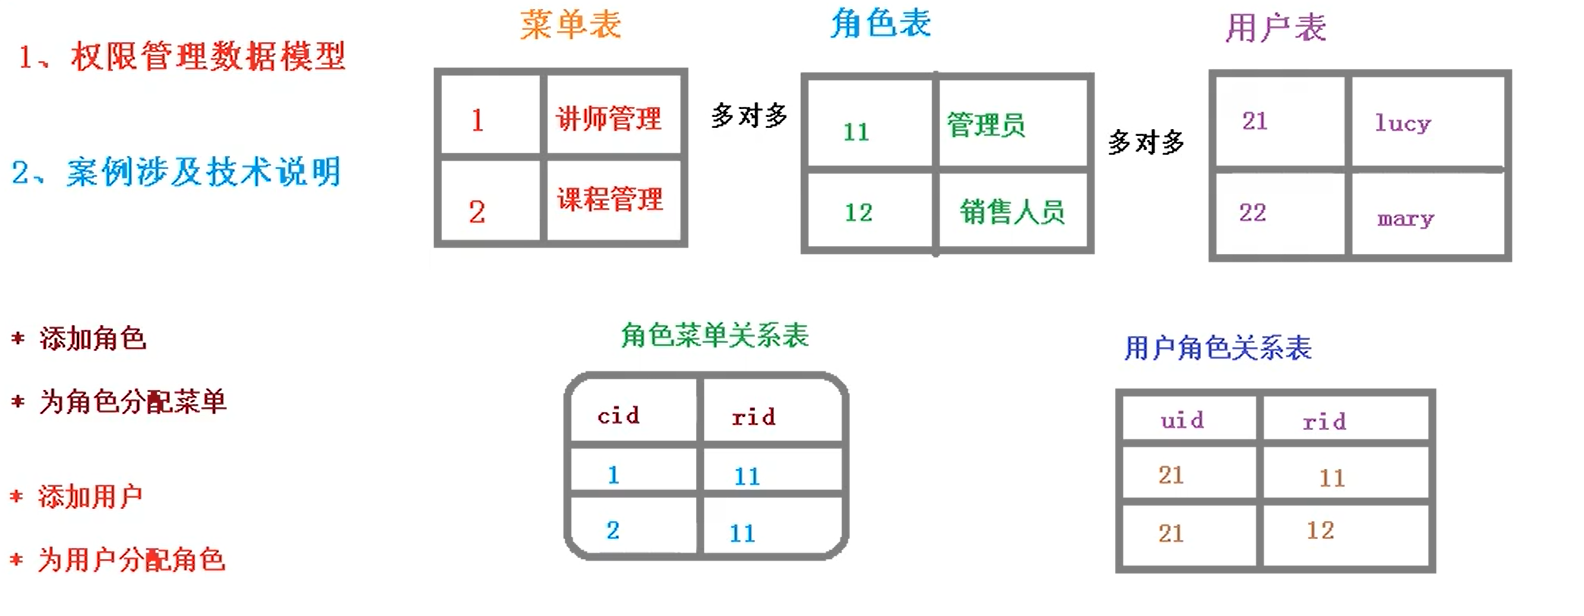 1、权限管理数据模型
2、案例涉及技术说明
菜单表
1 讲师管理
2 课程管理
多对多
角色表
11 管理员
12 销售人员
多对多
用户表
21 lucy
22 mary
* 添加角色
* 为角色分配菜单
* 添加用户
* 为用户分配角色
角色菜单关系表
cid rid
1 11
2 11
用户角色关系表
uid rid
21 11
21 12